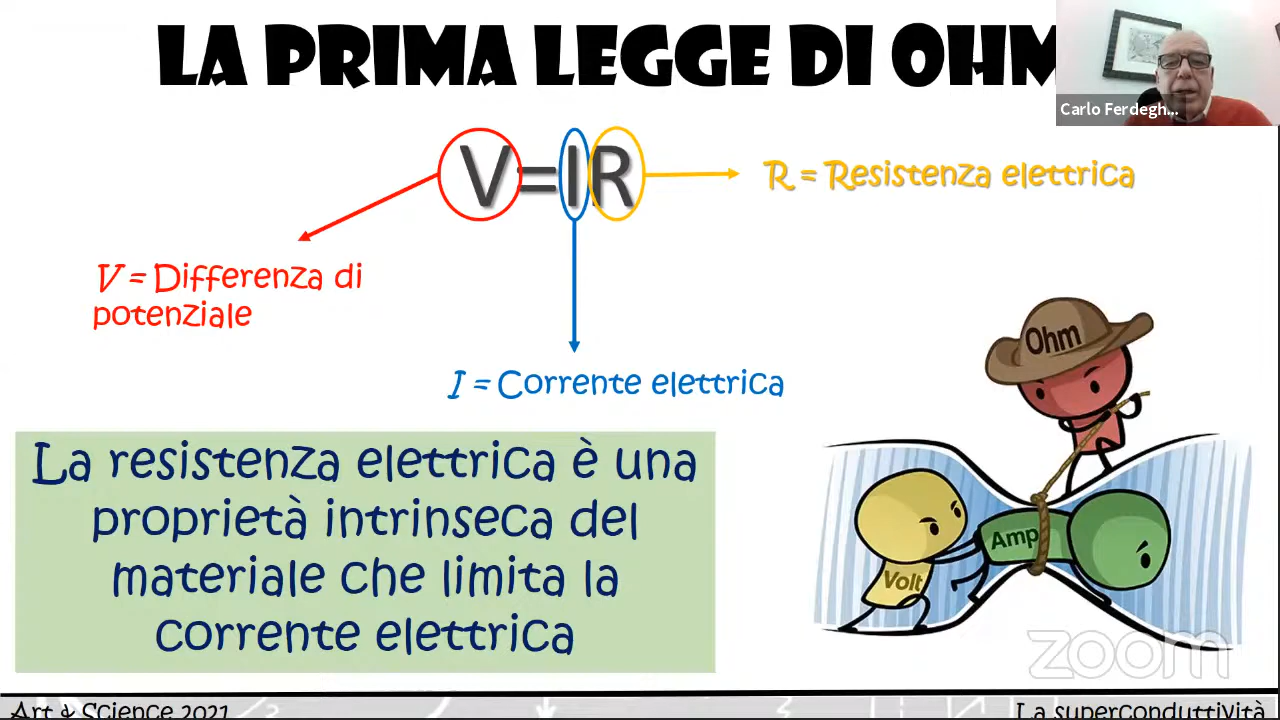 LA PRIMA LEGGE DI OHM
Carlo Ferdegh...
V=IR
R = Resistenza elettrica
V = Differenza di
potenziale
I = Corrente elettrica
Ohm
Amp
Volt
La resistenza elettrica è una
proprietà intrinseca del
materiale che limita la
corrente elettrica
zoom
Art & Science 2021
La superconduttività